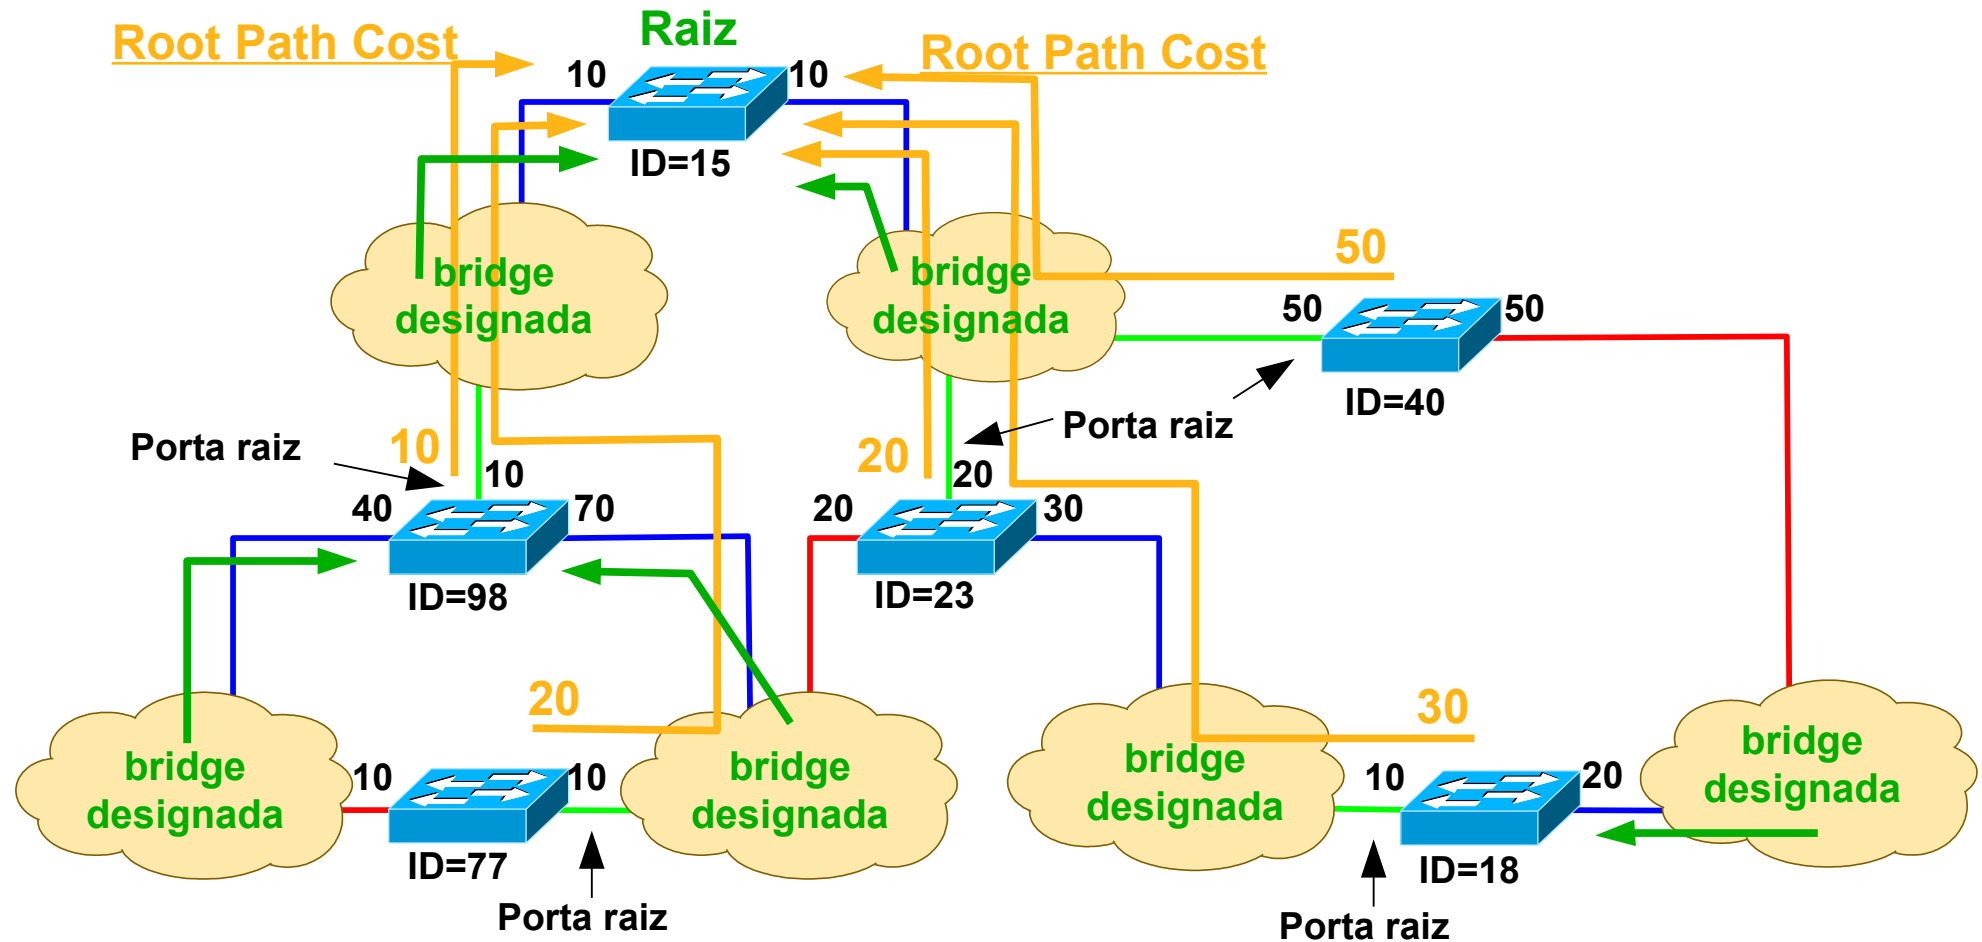 Raiz
Root Path Cost
Root Path Cost
10
10
ID=15
bridge
designada
bridge
designada
50
50
50
ID=40
Porta raiz
Porta raiz
10
10
40
70
ID=98
20
20
20
30
ID=23
20
30
bridge
designada
10
10
ID=77
Porta raiz
bridge
designada
bridge
designada
10
20
ID=18
Porta raiz
bridge
designada